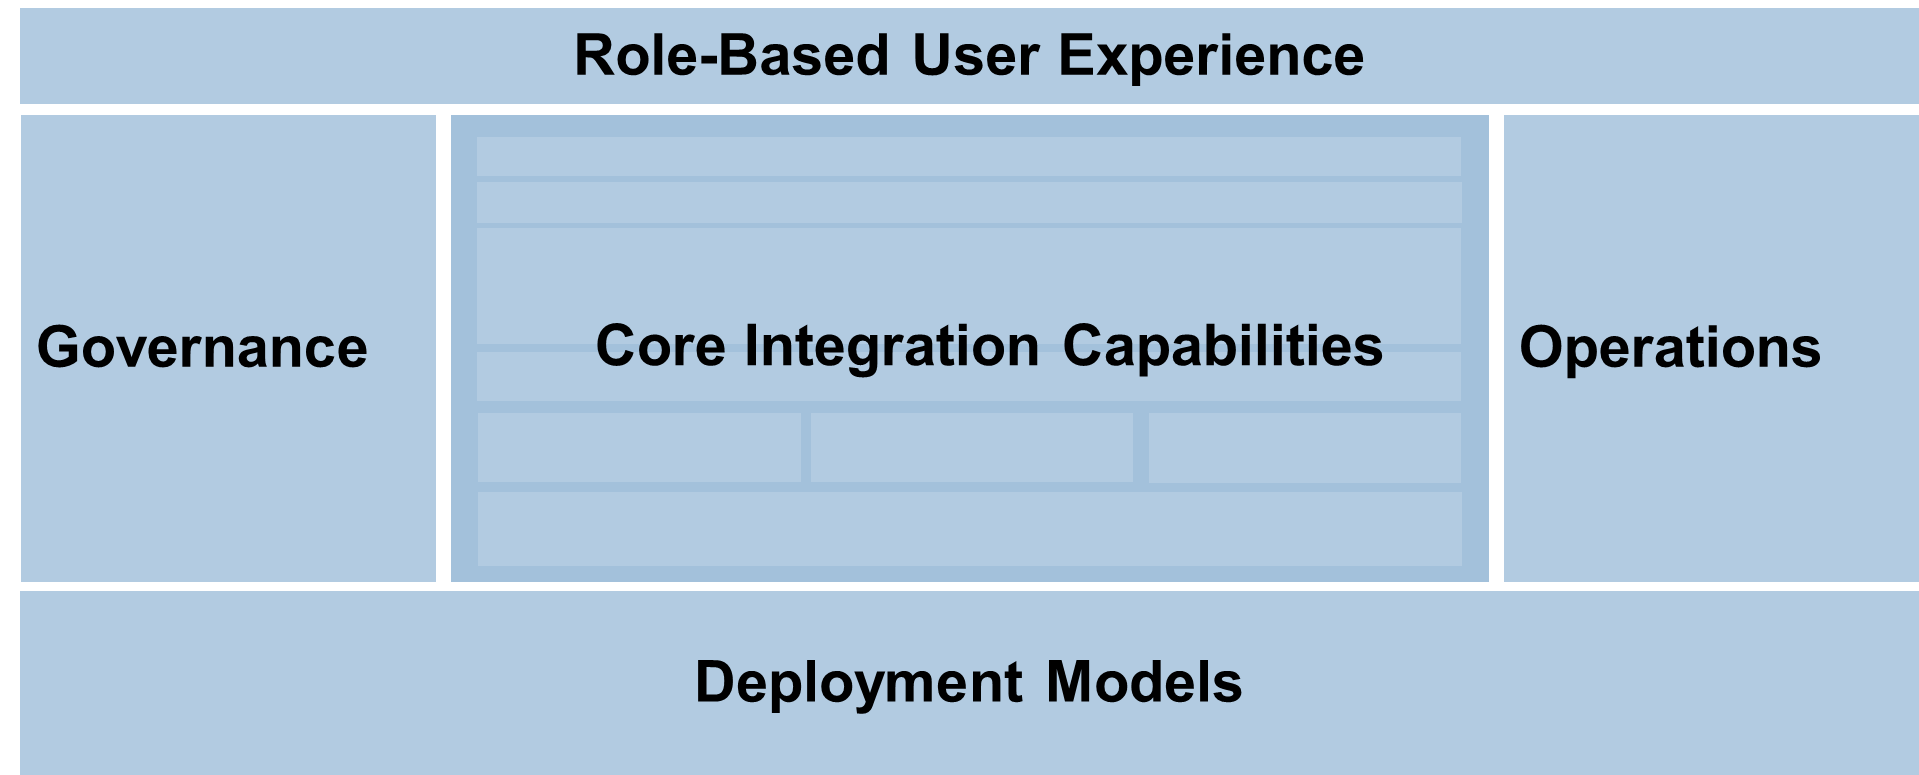 Role-Based User Experience
Governance
Core Integration Capabilities
Operations
Deployment Models